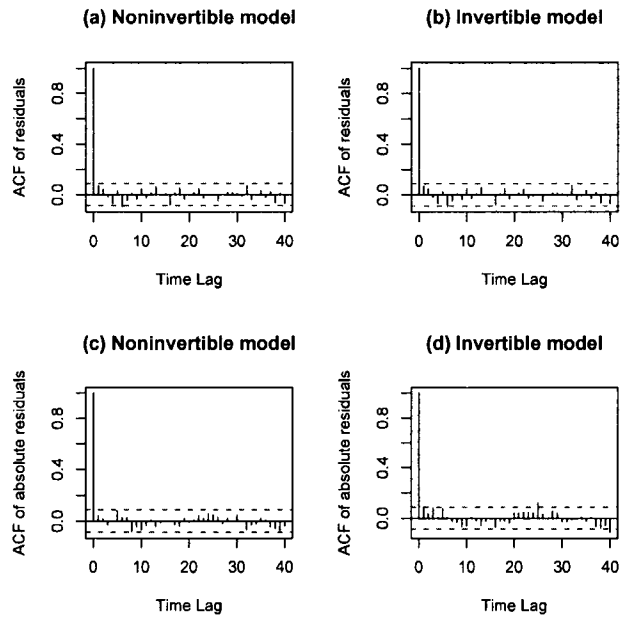 (a) Noninvertible model
(b) Invertible model
ACF of residuals
0.8
0.4
0.0
0 10 20 30 40
Time Lag
ACF of residuals
0.8
0.4
0.0
0 10 20 30 40
Time Lag
(c) Noninvertible model
(d) Invertible model
ACF of absolute residuals
0.8
0.4
0.0
0 10 20 30 40
Time Lag
ACF of absolute residuals
0.8
0.4
0.0
0 10 20 30 40
Time Lag